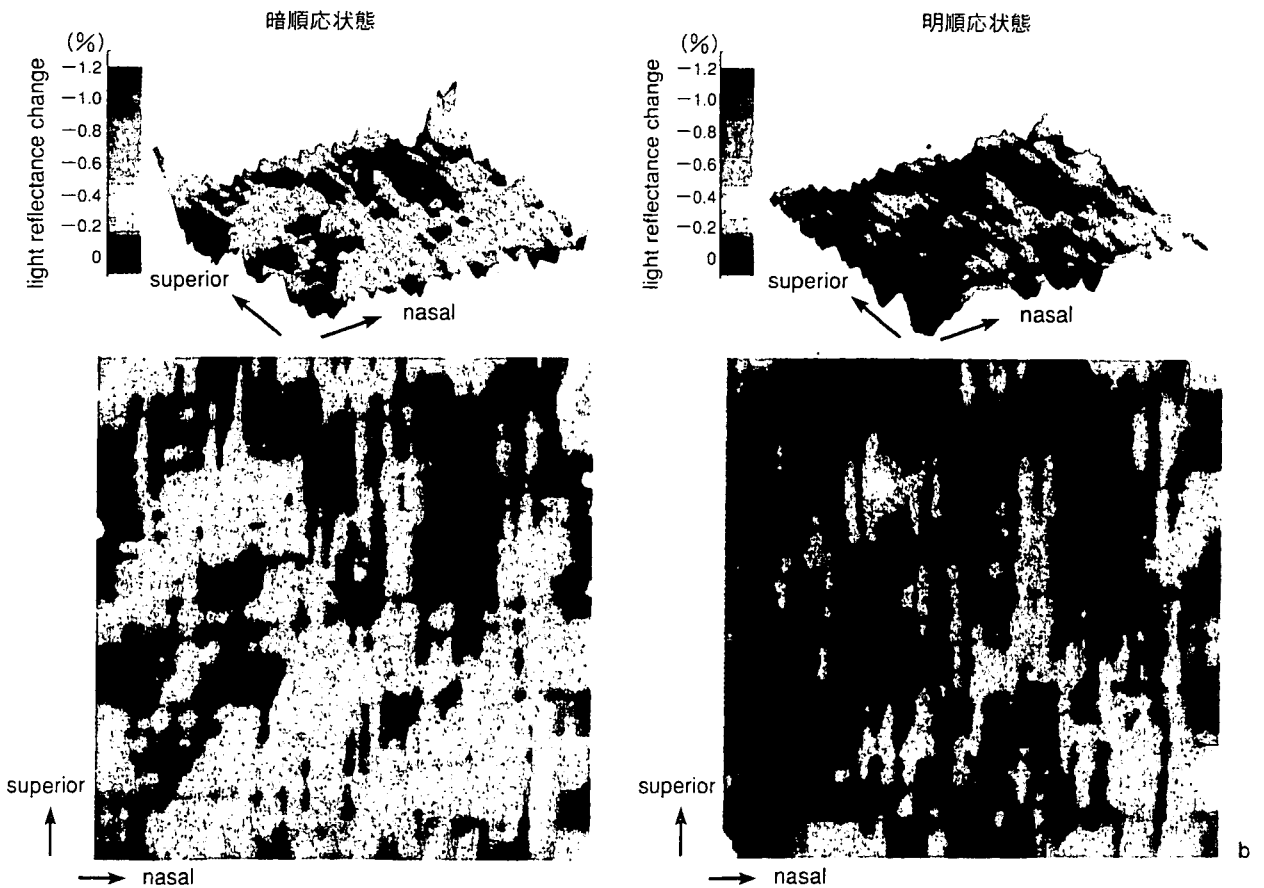 暗順応状態
(%)
light reflectance change
−1.2
−1.0
−0.8
−0.6
−0.4
−0.2
0
superior
nasal
superior
nasal
明順応状態
(%)
light reflectance change
−1.2
−1.0
−0.8
−0.6
−0.4
−0.2
0
superior
nasal
superior
nasal
b